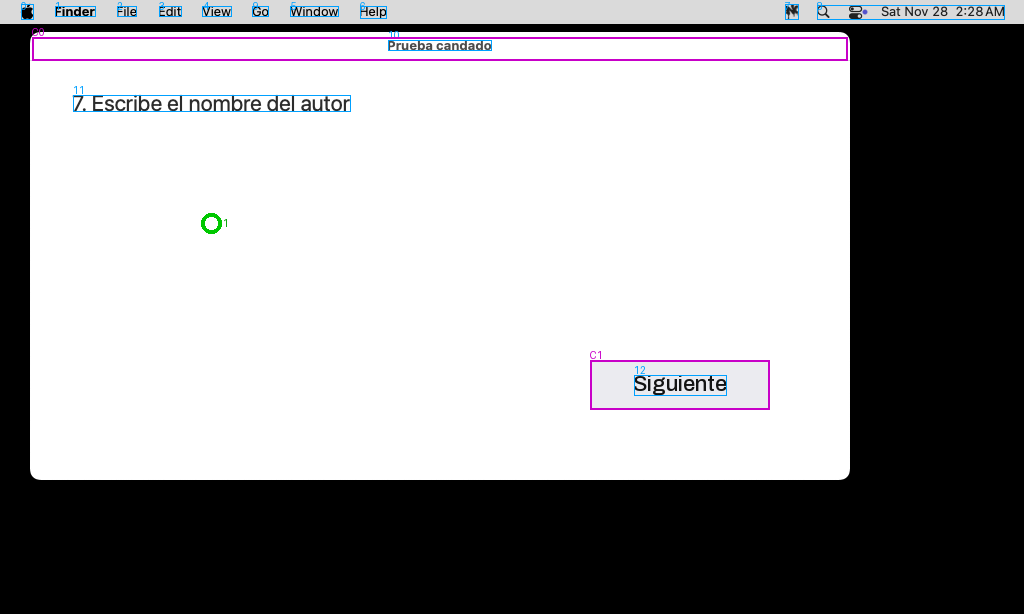 Finder File Edit View Go Window Help Sat Nov 28 2:28 AM
Prueba candado
7. Escribe el nombre del autor
1
Siguiente